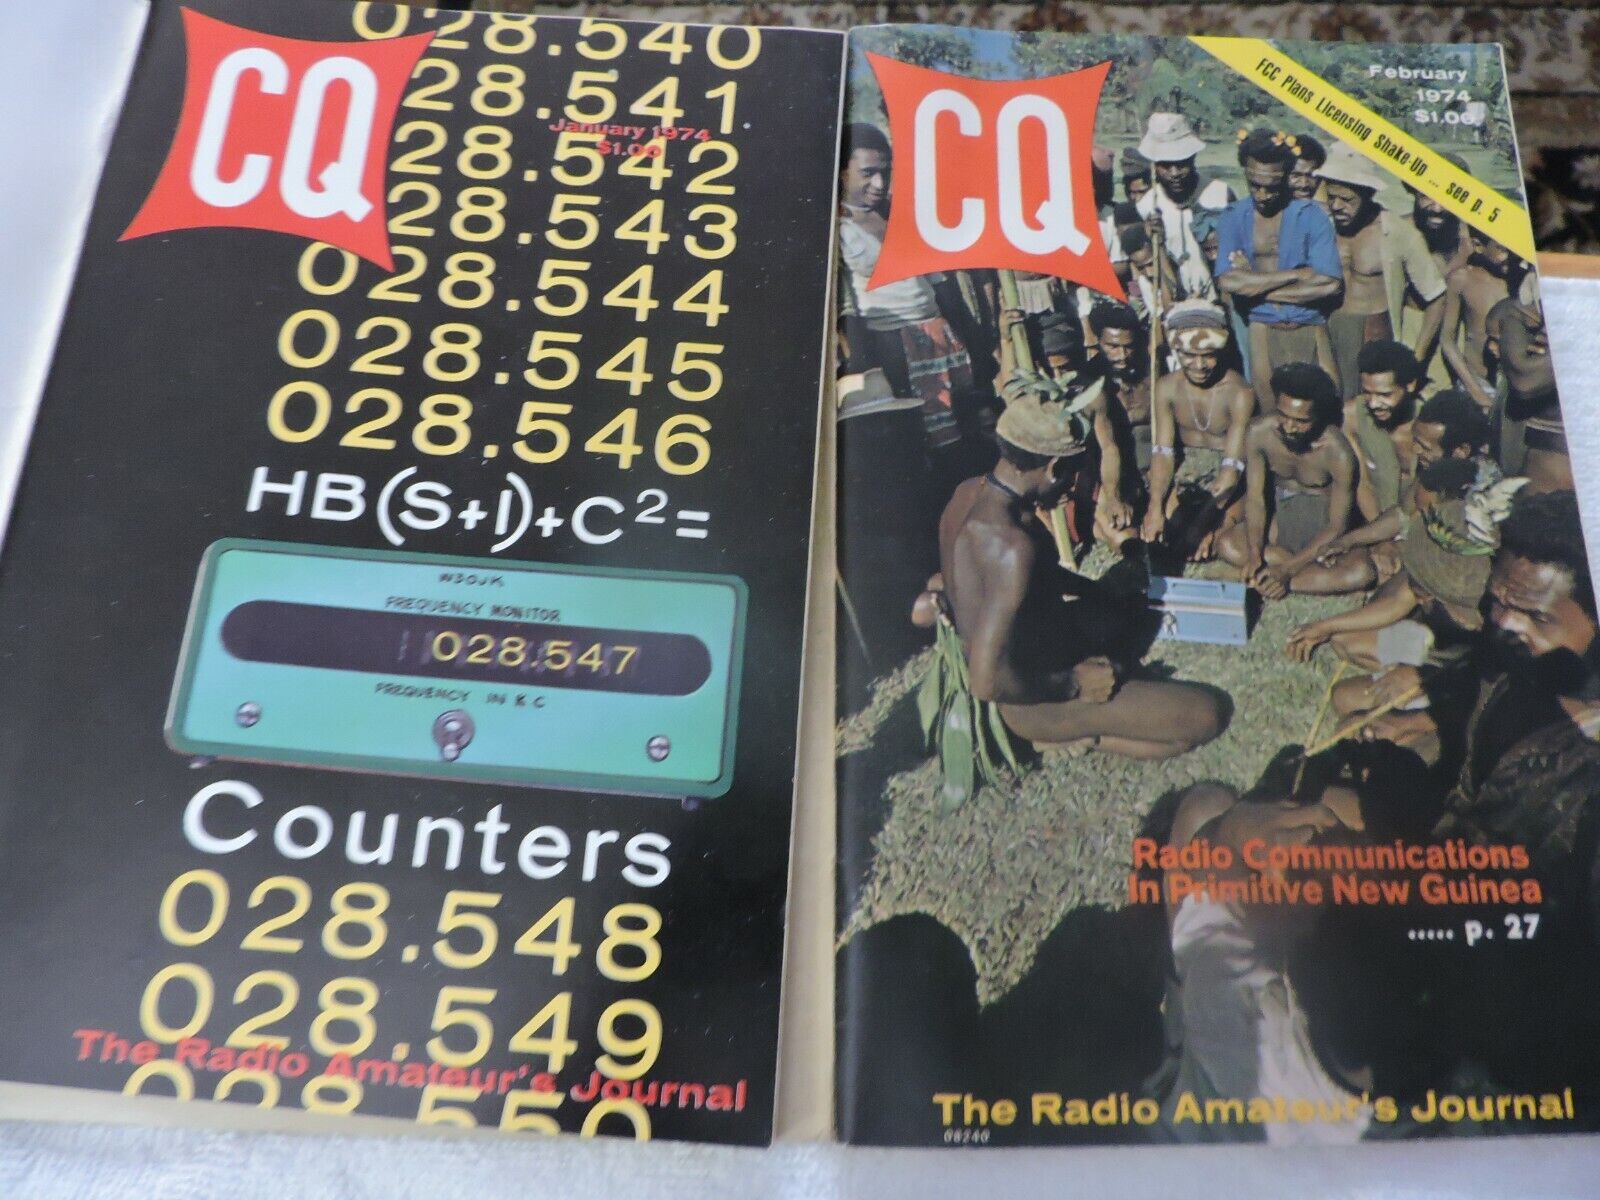 CQ
028.540
028.541
January 1974
$1.00
028.542
028.543
028.544
028.545
028.546
HB(S+I)+C²=
W3OJK
FREQUENCY MONITOR
028.547
FREQUENCY IN KC
Counters
028.548
028.549
The Radio Amateur's Journal
028.550
CQ
FCC Plans Licensing Shake-Up ... see p. 5
February
1974
$1.00
Radio Communications
In Primitive New Guinea
..... p. 27
The Radio Amateur's Journal
08240